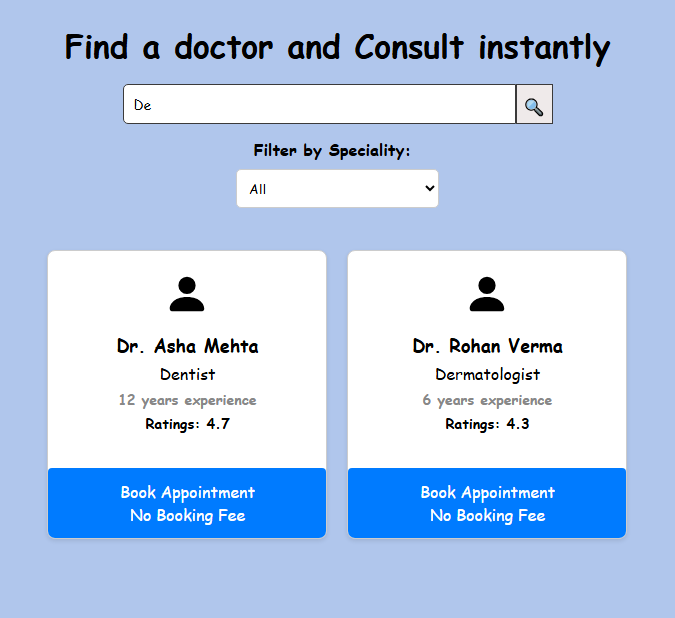 Find a doctor and Consult instantly
De
Filter by Speciality:
All
Dr. Asha Mehta
Dentist
12 years experience
Ratings: 4.7
Book Appointment
No Booking Fee
Dr. Rohan Verma
Dermatologist
6 years experience
Ratings: 4.3
Book Appointment
No Booking Fee